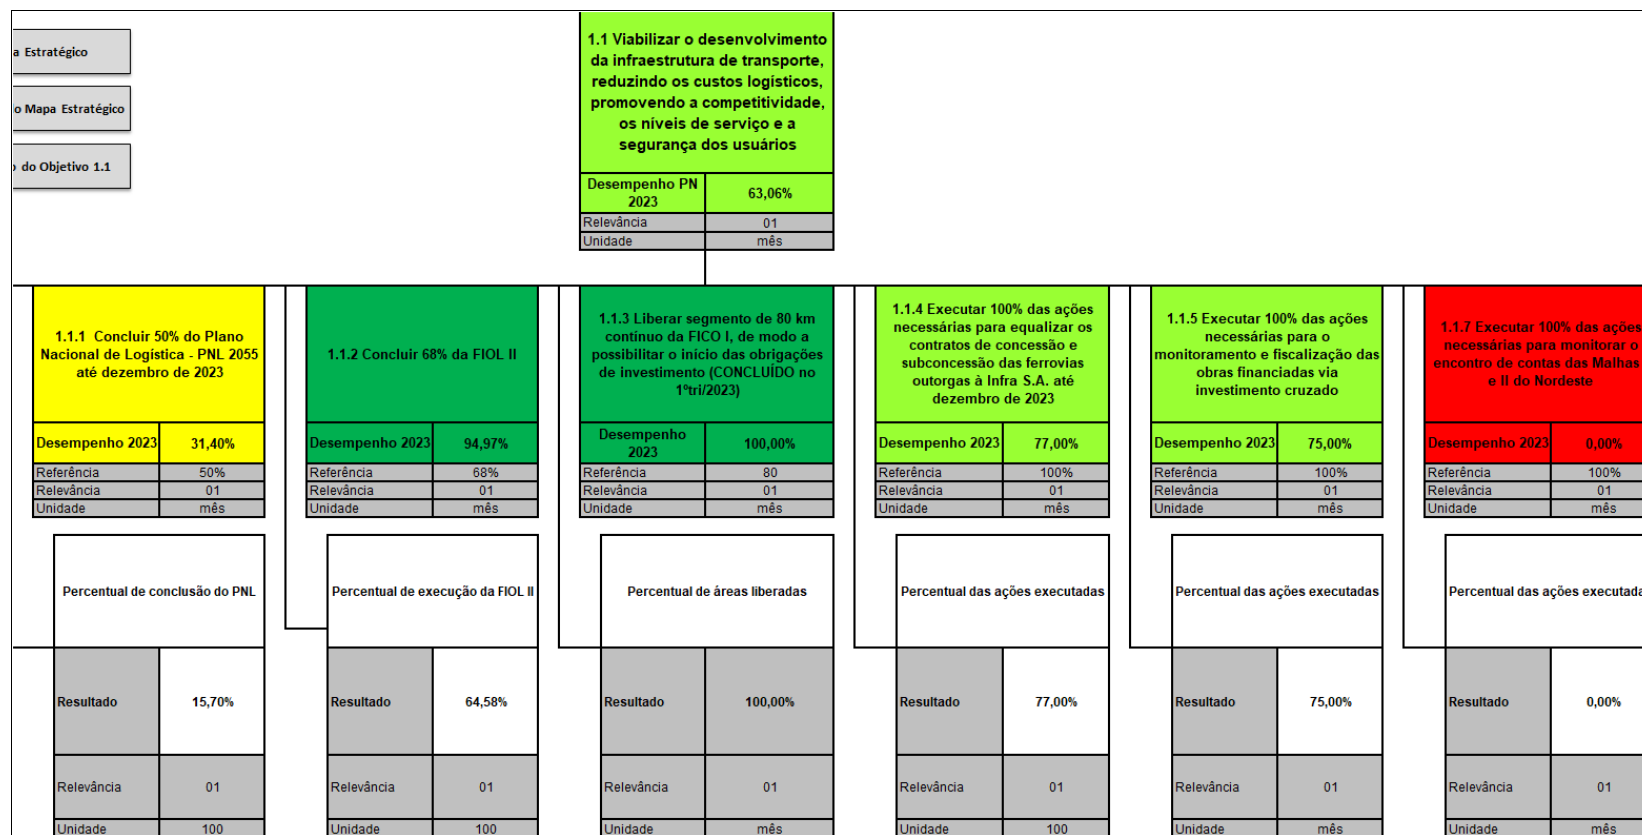 a Estratégico
o Mapa Estratégico
do Objetivo 1.1
1.1 Viabilizar o desenvolvimento
da infraestrutura de transporte,
reduzindo os custos logísticos,
promovendo a competitividade,
os níveis de serviço e a
segurança dos usuários
Desempenho PN
2023
63,06%
Relevância 01
Unidade mês
1.1.1 Concluir 50% do Plano
Nacional de Logística - PNL 2055
até dezembro de 2023
Desempenho 2023 31,40%
Referência 50%
Relevância 01
Unidade mês
1.1.2 Concluir 68% da FIOL II
Desempenho 2023 94,97%
Referência 68%
Relevância 01
Unidade mês
1.1.3 Liberar segmento de 80 km
contínuo da FICO I, de modo a
possibilitar o início das obrigações
de investimento (CONCLUÍDO no
1ºtri/2023)
Desempenho
2023
100,00%
Referência 80
Relevância 01
Unidade mês
1.1.4 Executar 100% das ações
necessárias para equalizar os
contratos de concessão e
subconcessão das ferrovias
outorgas à Infra S.A. até
dezembro de 2023
Desempenho 2023 77,00%
Referência 100%
Relevância 01
Unidade mês
1.1.5 Executar 100% das ações
necessárias para o
monitoramento e fiscalização das
obras financiadas via
investimento cruzado
Desempenho 2023 75,00%
Referência 100%
Relevância 01
Unidade mês
1.1.7 Executar 100% das ações
necessárias para monitorar o
encontro de contas das Malhas
e II do Nordeste
Desempenho 2023 0,00%
Referência 100%
Relevância 01
Unidade mês
Percentual de conclusão do PNL
Resultado 15,70%
Relevância 01
Unidade 100
Percentual de execução da FIOL II
Resultado 64,58%
Relevância 01
Unidade 100
Percentual de áreas liberadas
Resultado 100,00%
Relevância 01
Unidade mês
Percentual das ações executadas
Resultado 77,00%
Relevância 01
Unidade 100
Percentual das ações executadas
Resultado 75,00%
Relevância 01
Unidade mês
Percentual das ações executada
Resultado 0,00%
Relevância 01
Unidade mês